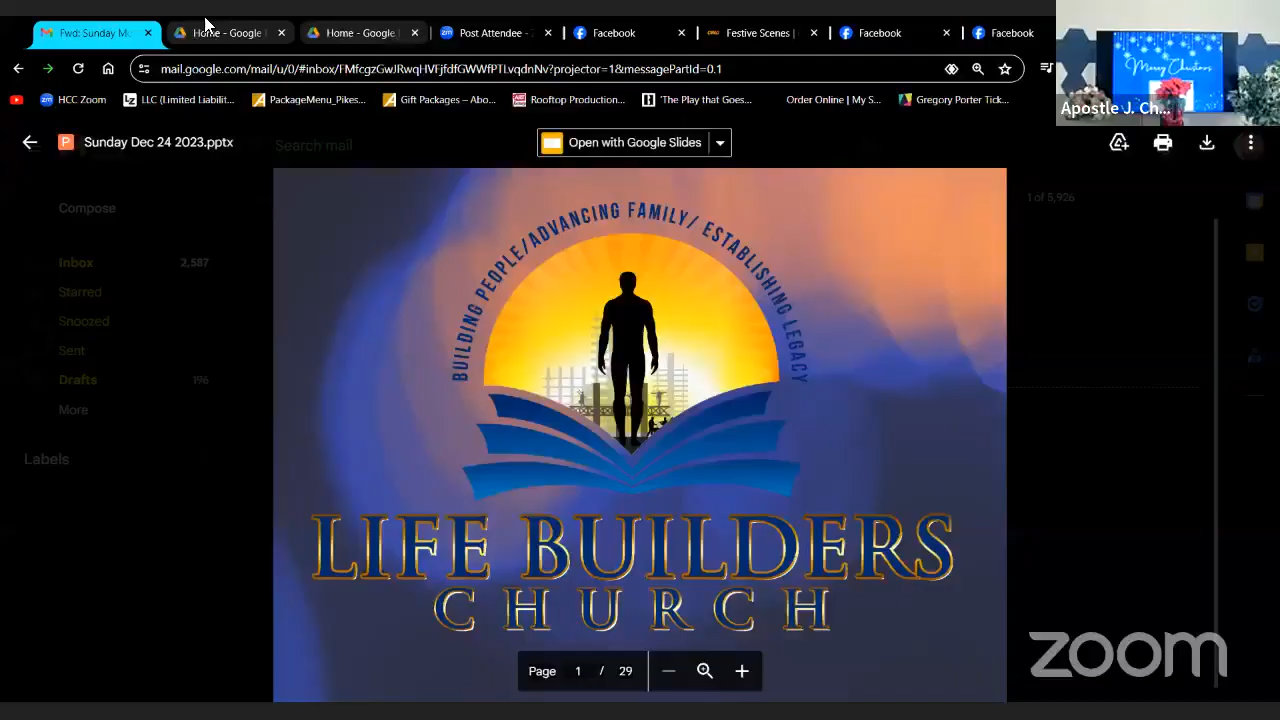 Fwd: Sunday M
Home - Google
Home - Google
Post Attendee -
Facebook
Festive Scenes |
Facebook
Facebook
mail.google.com/mail/u/0/#inbox/FMfcgzGwJRwqHVFjfdfGWWfPTLvqdnNv?projector=1&messagePartId=0.1
HCC Zoom
LLC (Limited Liabilit...
PackageMenu_Pikes...
Gift Packages – Abo...
Rooftop Production...
'The Play that Goes...
Order Online | My S...
Gregory Porter Tick...
Merry Christmas
Apostle J. Ch...
Sunday Dec 24 2023.pptx
Search mail
Open with Google Slides
Compose
1 of 5,926
Inbox 2,587
Starred
Snoozed
Sent
Drafts 196
More
Labels
BUILDING PEOPLE/ADVANCING FAMILY/ ESTABLISHING LEGACY
LIFE BUILDERS
CHURCH
Page 1 / 29
zoom